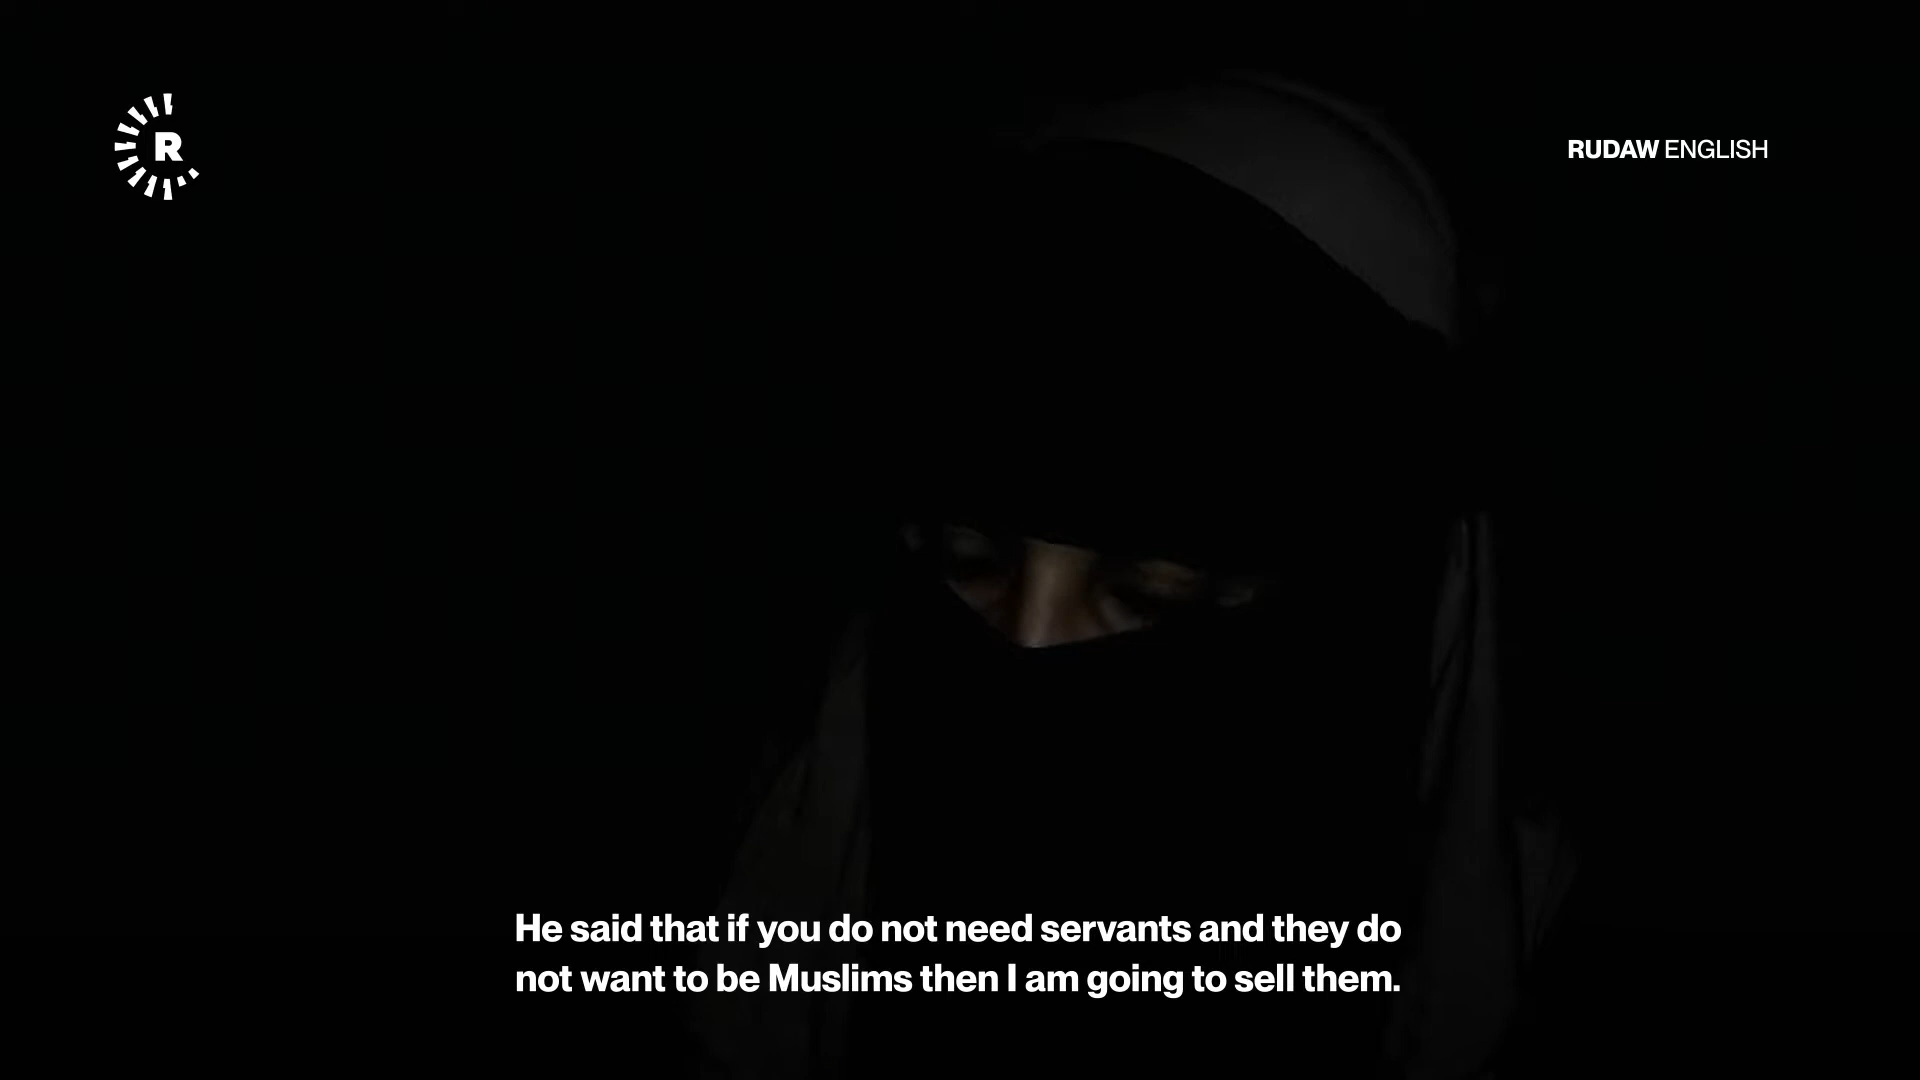 R
RUDAW ENGLISH
He said that if you do not need servants and they do
not want to be Muslims then I am going to sell them.